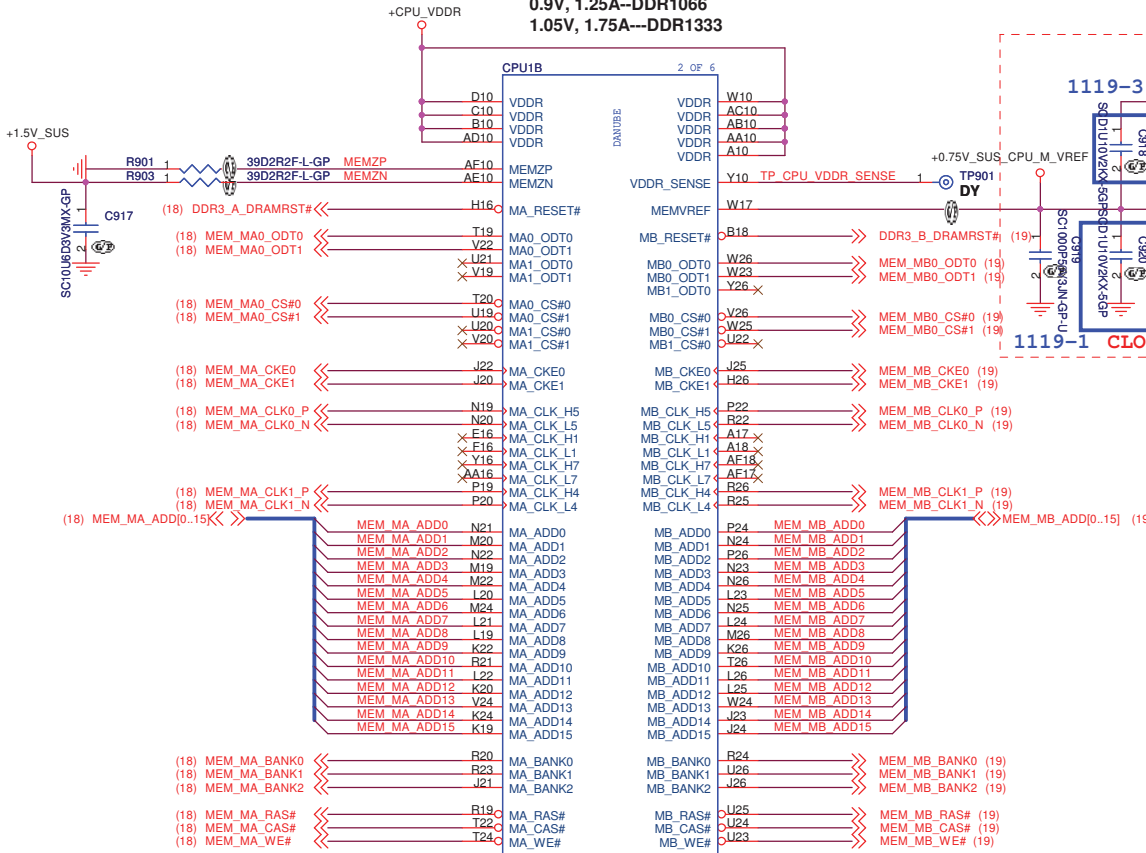 0.9V, 1.25A--DDR1066
1.05V, 1.75A---DDR1333
+CPU_VDDR
CPU1B 2 OF 6
DANUBE
D10 VDDR VDDR W10
C10 VDDR VDDR AC10
B10 VDDR VDDR AB10
AD10 VDDR VDDR AA10
VDDR A10
+1.5V_SUS
R901 1 39D2R2F-L-GP MEMZP AF10 MEMZP
R903 1 39D2R2F-L-GP MEMZN AE10 MEMZN
VDDR_SENSE Y10 TP_CPU_VDDR_SENSE 1 TP901
DY
+0.75V_SUS_CPU_M_VREF
MEMVREF W17
C917
1
2
SC10U6D3V3MX-GP
1119-3
C918
SCD1U10V2KX-5GP
1
2
C919
SC1000P50V3JN-GP-U
1
2
C920
SCD1U10V2KX-5GP
1
2
1119-1 CLO
(18) DDR3_A_DRAMRST# H16 MA_RESET# MB_RESET# B18 DDR3_B_DRAMRST# (19)
(18) MEM_MA0_ODT0 T19 MA0_ODT0 MB0_ODT0 W26 MEM_MB0_ODT0 (19)
(18) MEM_MA0_ODT1 V22 MA0_ODT1 MB0_ODT1 W23 MEM_MB0_ODT1 (19)
U21 MA1_ODT0 MB1_ODT0 Y26
V19 MA1_ODT1
(18) MEM_MA0_CS#0 T20 MA0_CS#0 MB0_CS#0 V26 MEM_MB0_CS#0 (19)
(18) MEM_MA0_CS#1 U19 MA0_CS#1 MB0_CS#1 W25 MEM_MB0_CS#1 (19)
U20 MA1_CS#0 MB1_CS#0 U22
V20 MA1_CS#1
(18) MEM_MA_CKE0 J22 MA_CKE0 MB_CKE0 J25 MEM_MB_CKE0 (19)
(18) MEM_MA_CKE1 J20 MA_CKE1 MB_CKE1 H26 MEM_MB_CKE1 (19)
(18) MEM_MA_CLK0_P N19 MA_CLK_H5 MB_CLK_H5 P22 MEM_MB_CLK0_P (19)
(18) MEM_MA_CLK0_N N20 MA_CLK_L5 MB_CLK_L5 R22 MEM_MB_CLK0_N (19)
E16 MA_CLK_H1 MB_CLK_H1 A17
F16 MA_CLK_L1 MB_CLK_L1 A18
Y16 MA_CLK_H7 MB_CLK_H7 AF18
AA16 MA_CLK_L7 MB_CLK_L7 AF17
(18) MEM_MA_CLK1_P P19 MA_CLK_H4 MB_CLK_H4 R26 MEM_MB_CLK1_P (19)
(18) MEM_MA_CLK1_N P20 MA_CLK_L4 MB_CLK_L4 R25 MEM_MB_CLK1_N (19)
(18) MEM_MA_ADD[0..15] MEM_MB_ADD[0..15] (19
MEM_MA_ADD0 N21 MA_ADD0 MB_ADD0 P24 MEM_MB_ADD0
MEM_MA_ADD1 M20 MA_ADD1 MB_ADD1 N24 MEM_MB_ADD1
MEM_MA_ADD2 N22 MA_ADD2 MB_ADD2 P26 MEM_MB_ADD2
MEM_MA_ADD3 M19 MA_ADD3 MB_ADD3 N23 MEM_MB_ADD3
MEM_MA_ADD4 M22 MA_ADD4 MB_ADD4 N26 MEM_MB_ADD4
MEM_MA_ADD5 L20 MA_ADD5 MB_ADD5 L23 MEM_MB_ADD5
MEM_MA_ADD6 M24 MA_ADD6 MB_ADD6 N25 MEM_MB_ADD6
MEM_MA_ADD7 L21 MA_ADD7 MB_ADD7 L24 MEM_MB_ADD7
MEM_MA_ADD8 L19 MA_ADD8 MB_ADD8 M26 MEM_MB_ADD8
MEM_MA_ADD9 K22 MA_ADD9 MB_ADD9 K26 MEM_MB_ADD9
MEM_MA_ADD10 R21 MA_ADD10 MB_ADD10 T26 MEM_MB_ADD10
MEM_MA_ADD11 L22 MA_ADD11 MB_ADD11 L26 MEM_MB_ADD11
MEM_MA_ADD12 K20 MA_ADD12 MB_ADD12 L25 MEM_MB_ADD12
MEM_MA_ADD13 V24 MA_ADD13 MB_ADD13 W24 MEM_MB_ADD13
MEM_MA_ADD14 K24 MA_ADD14 MB_ADD14 J23 MEM_MB_ADD14
MEM_MA_ADD15 K19 MA_ADD15 MB_ADD15 J24 MEM_MB_ADD15
(18) MEM_MA_BANK0 R20 MA_BANK0 MB_BANK0 R24 MEM_MB_BANK0 (19)
(18) MEM_MA_BANK1 R23 MA_BANK1 MB_BANK1 U26 MEM_MB_BANK1 (19)
(18) MEM_MA_BANK2 J21 MA_BANK2 MB_BANK2 J26 MEM_MB_BANK2 (19)
(18) MEM_MA_RAS# R19 MA_RAS# MB_RAS# U25 MEM_MB_RAS# (19)
(18) MEM_MA_CAS# T22 MA_CAS# MB_CAS# U24 MEM_MB_CAS# (19)
(18) MEM_MA_WE# T24 MA_WE# MB_WE# U23 MEM_MB_WE# (19)